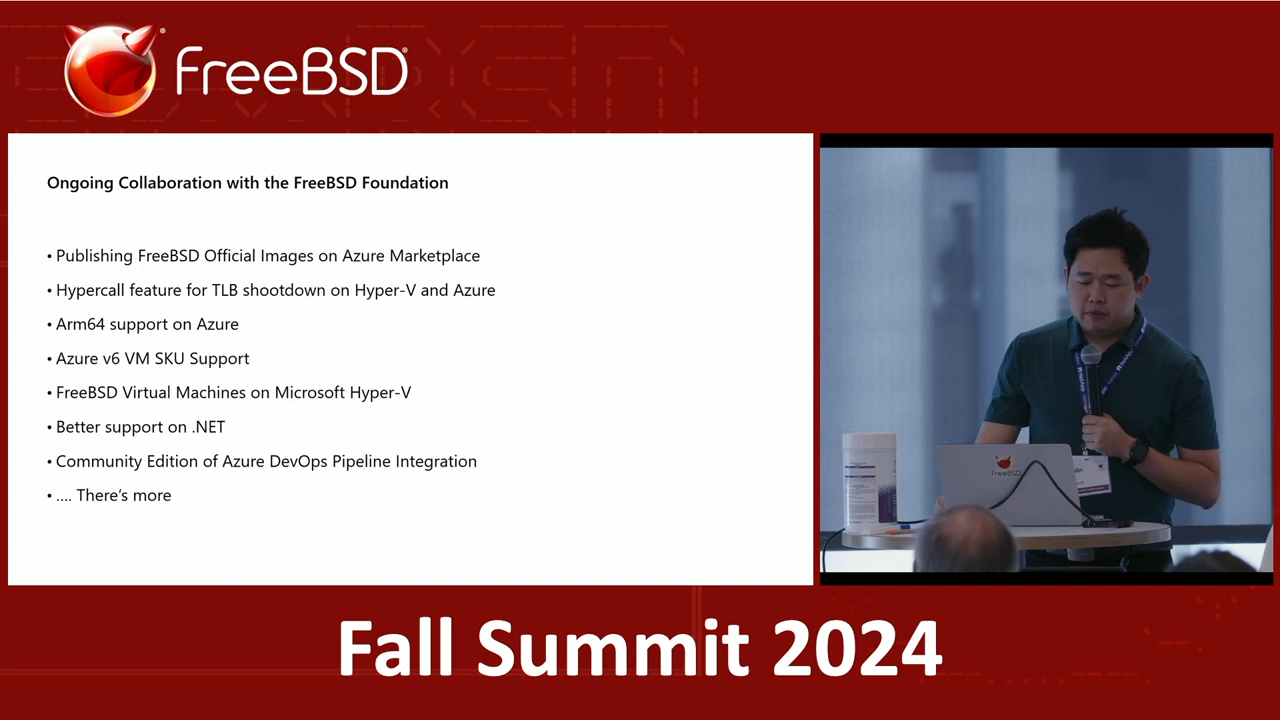 FreeBSD®
Ongoing Collaboration with the FreeBSD Foundation
• Publishing FreeBSD Official Images on Azure Marketplace
• Hypercall feature for TLB shootdown on Hyper-V and Azure
• Arm64 support on Azure
• Azure v6 VM SKU Support
• FreeBSD Virtual Machines on Microsoft Hyper-V
• Better support on .NET
• Community Edition of Azure DevOps Pipeline Integration
• .... There’s more
FreeBSD
Fall Summit 2024